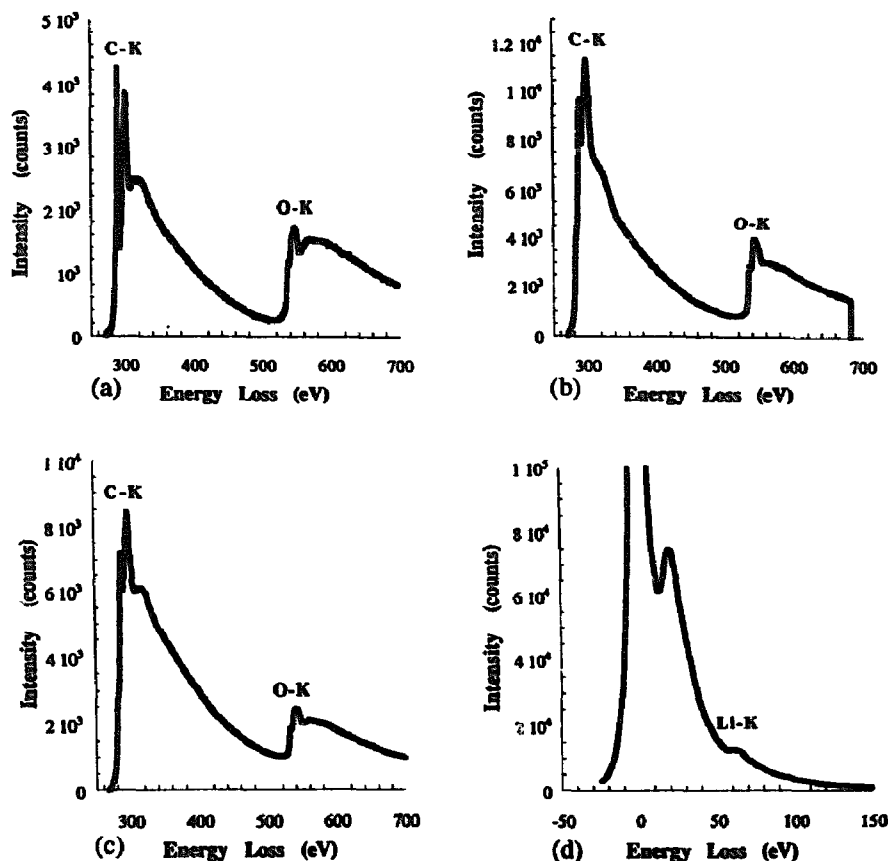 5 10³
C-K
4 10³
3 10³
2 10³
1 10³
0
Intensity (counts)
O-K
300 400 500 600 700
(a) Energy Loss (eV)
1.2 10⁴
C-K
1 10⁴
8 10³
6 10³
4 10³
2 10³
0
Intensity (counts)
O-K
300 400 500 600 700
(b) Energy Loss (eV)
1 10⁴
C-K
8 10³
6 10³
4 10³
2 10³
0
Intensity (counts)
O-K
300 400 500 600 700
(c) Energy Loss (eV)
1 10⁵
8 10⁴
6 10⁴
4 10⁴
2 10⁴
0
Intensity (counts)
Li-K
-50 0 50 100 150
(d) Energy Loss (eV)